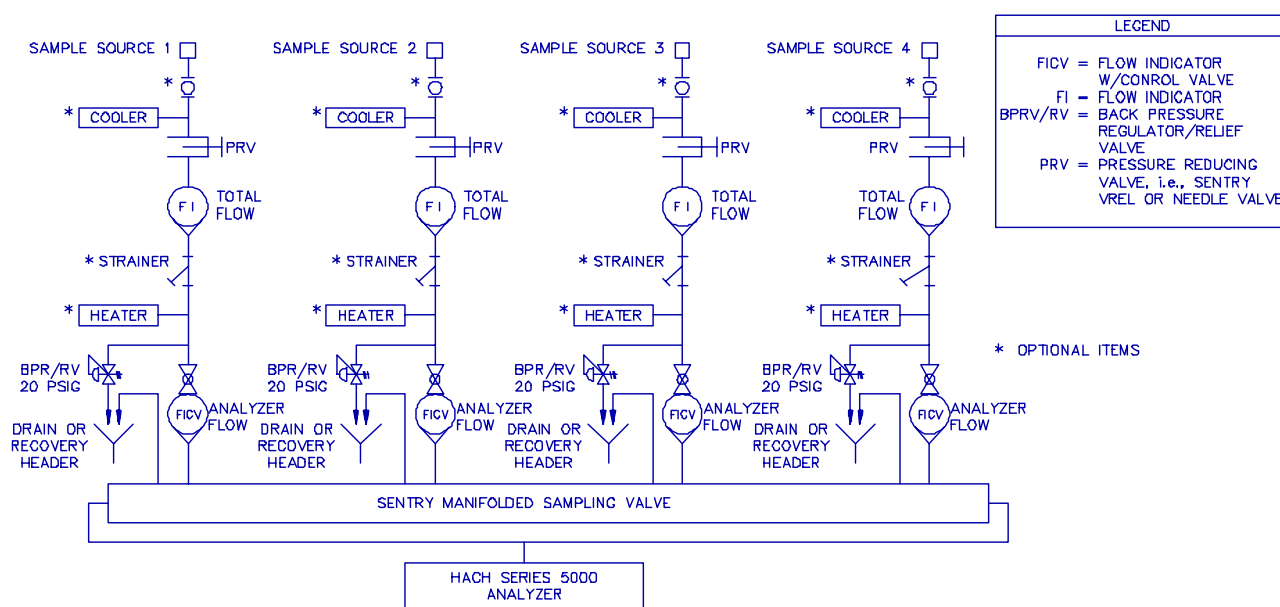 SAMPLE SOURCE 1
SAMPLE SOURCE 2
SAMPLE SOURCE 3
SAMPLE SOURCE 4
*
*
*
*
* COOLER
* COOLER
* COOLER
* COOLER
PRV
PRV
PRV
PRV
FI
TOTAL
FLOW
FI
TOTAL
FLOW
FI
TOTAL
FLOW
FI
TOTAL
FLOW
* STRAINER
* STRAINER
* STRAINER
* STRAINER
* HEATER
* HEATER
* HEATER
* HEATER
BPR/RV
20 PSIG
BPR/RV
20 PSIG
BPR/RV
20 PSIG
BPR/RV
20 PSIG
FICV
ANALYZER
FLOW
FICV
ANALYZER
FLOW
FICV
ANALYZER
FLOW
FICV
ANALYZER
FLOW
DRAIN OR
RECOVERY
HEADER
DRAIN OR
RECOVERY
HEADER
DRAIN OR
RECOVERY
HEADER
DRAIN OR
RECOVERY
HEADER
SENTRY MANIFOLDED SAMPLING VALVE
HACH SERIES 5000
ANALYZER
LEGEND
FICV = FLOW INDICATOR
W/CONROL VALVE
FI = FLOW INDICATOR
BPRV/RV = BACK PRESSURE
REGULATOR/RELIEF
VALVE
PRV = PRESSURE REDUCING
VALVE, i.e., SENTRY
VREL OR NEEDLE VALVE
* OPTIONAL ITEMS